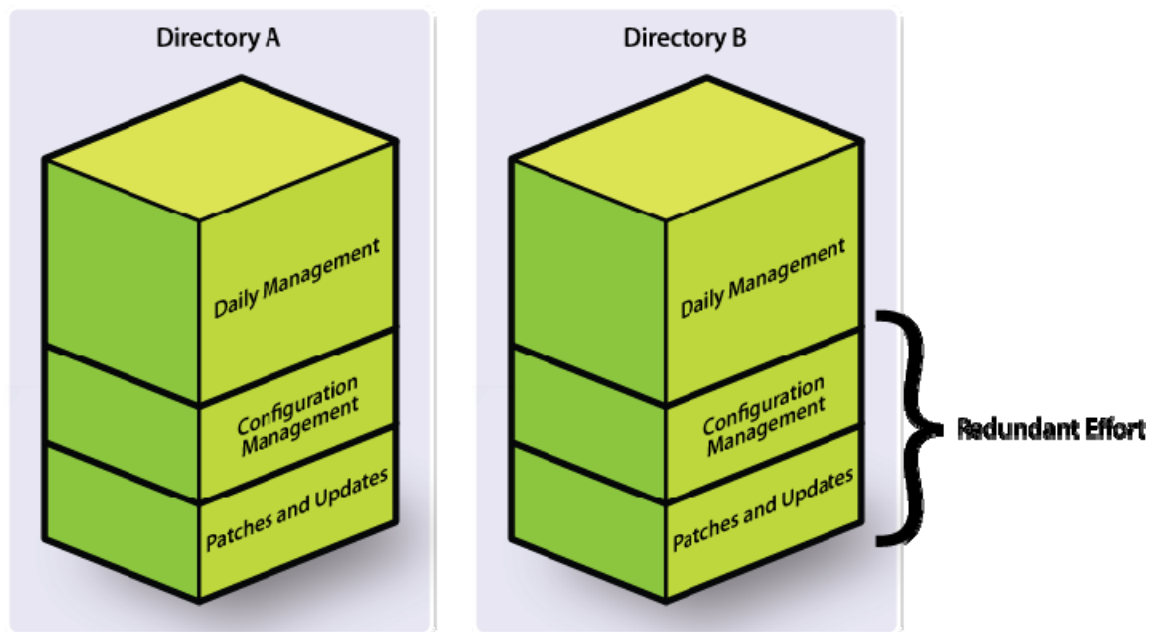 Directory A
Daily Management
Configuration
Management
Patches and Updates
Directory B
Daily Management
Configuration
Management
Patches and Updates
Redundant Effort